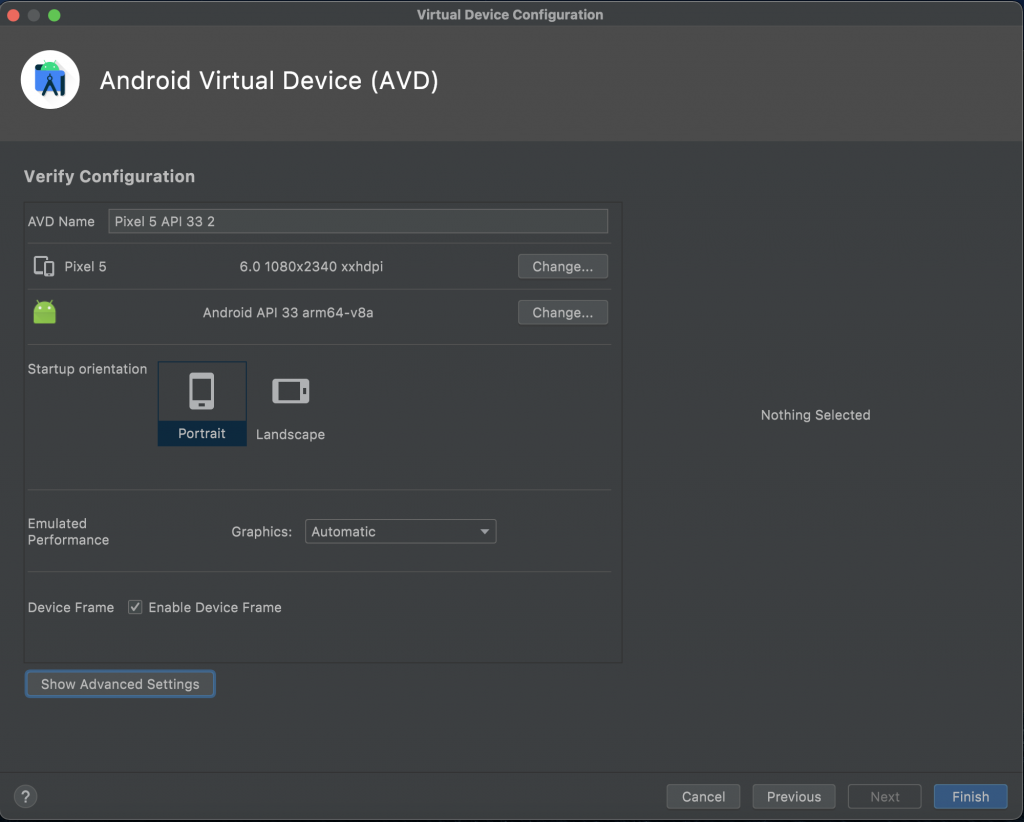 Virtual Device Configuration
Android Virtual Device (AVD)
Verify Configuration
AVD Name Pixel 5 API 33 2
Pixel 5 6.0 1080x2340 xxhdpi Change...
Android API 33 arm64-v8a Change...
Startup orientation
Portrait Landscape
Nothing Selected
Emulated
Performance
Graphics: Automatic
Device Frame Enable Device Frame
Show Advanced Settings
? Cancel Previous Next Finish